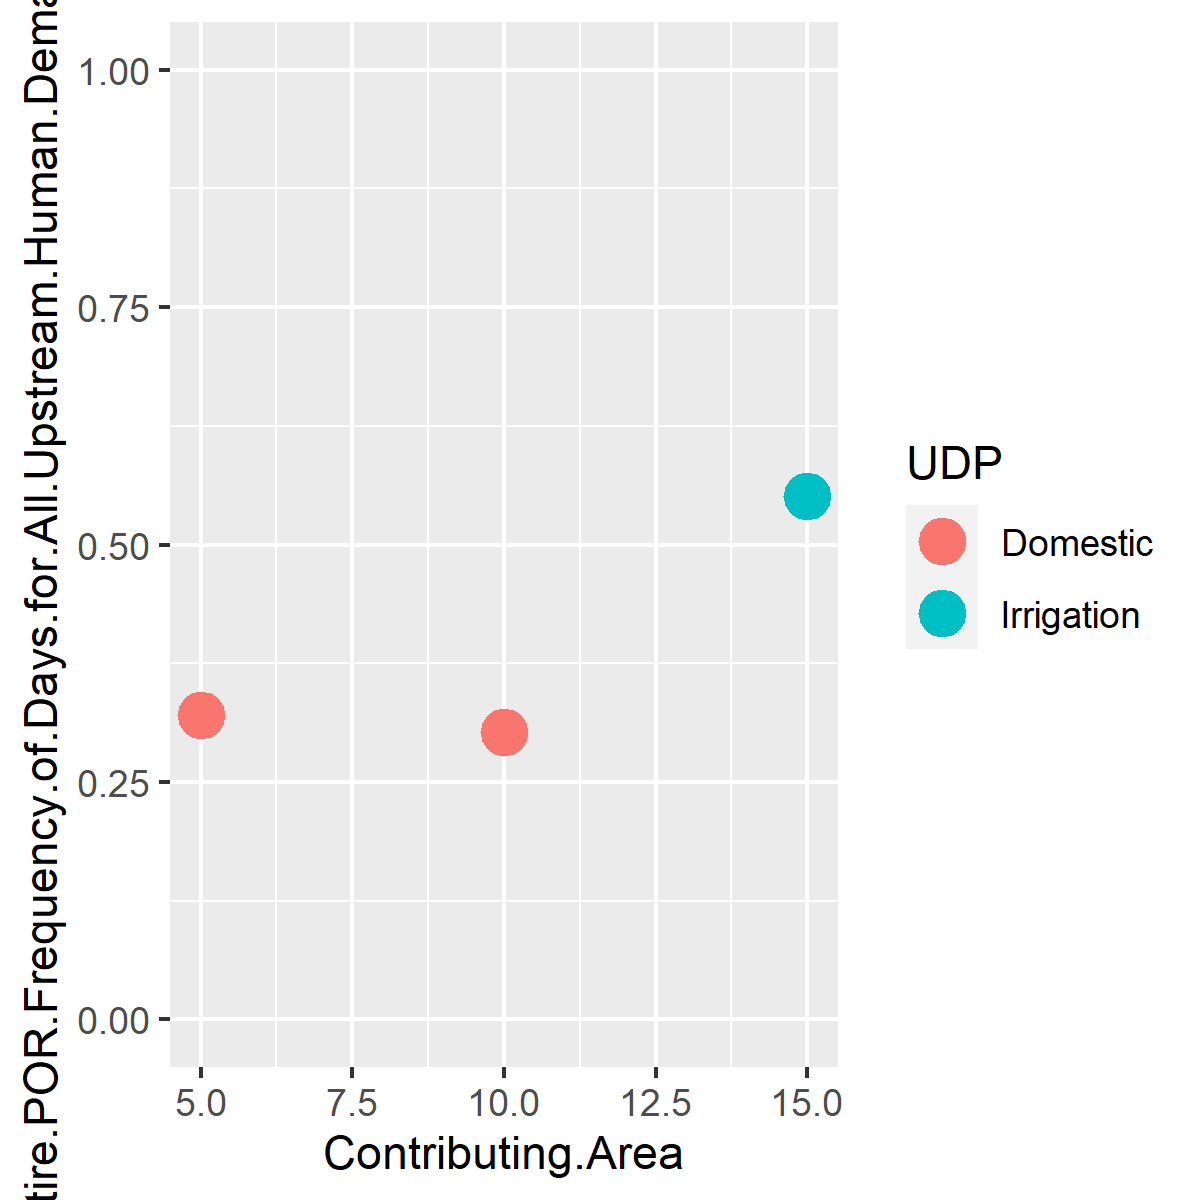 tire.POR.Frequency.of.Days.for.All.Upstream.Human.Dema
1.00
0.75
0.50
0.25
0.00
5.0 7.5 10.0 12.5 15.0
Contributing.Area
UDP
Domestic
Irrigation